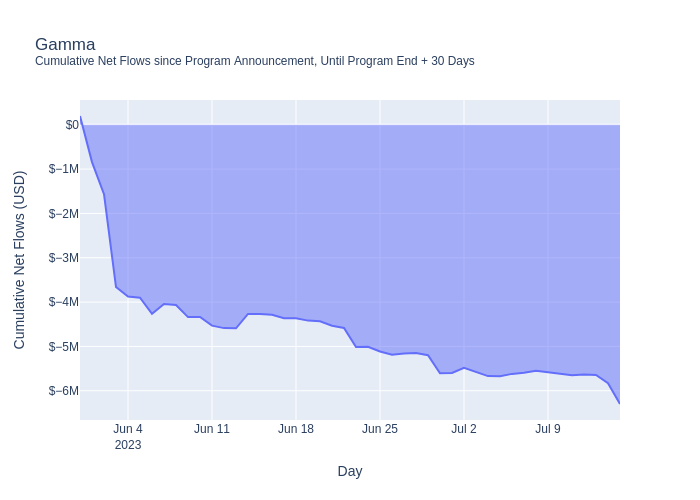 Gamma
Cumulative Net Flows since Program Announcement, Until Program End + 30 Days
Cumulative Net Flows (USD)
$0
$−1M
$−2M
$−3M
$−4M
$−5M
$−6M
Jun 4
2023
Jun 11
Jun 18
Jun 25
Jul 2
Jul 9
Day